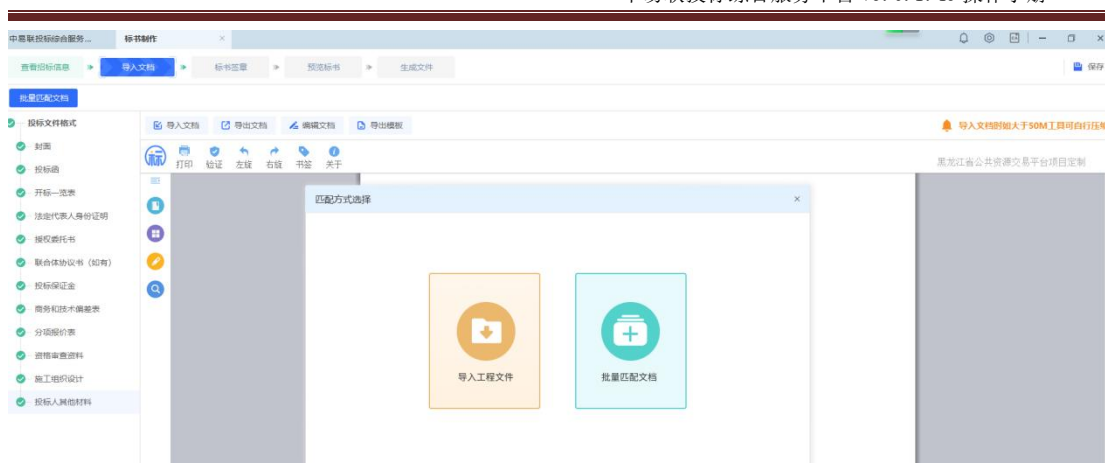 中易联投标综合服务...
标书制作
查看招标信息
导入文档
标书签章
预览标书
生成文件
保存
批量匹配文档
投标文件格式
导入文档
导出文档
编辑文档
导出模板
导入文档时如大于50M工具可自行压缩
封面
投标函
开标一览表
法定代表人身份证明
授权委托书
联合体协议书（如有）
投标保证金
商务和技术偏差表
分项报价表
资格审查资料
施工组织设计
投标人其他材料
标
打印
验证
左旋
右旋
书签
关于
黑龙江省公共资源交易平台项目定制
匹配方式选择
导入工程文件
批量匹配文档